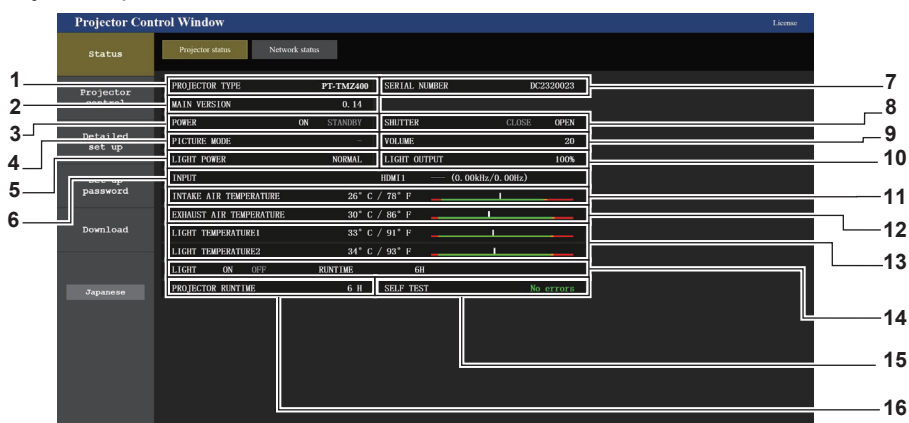 Projector Control Window License
Status
Projector status Network status
Projector
control
Detailed
set up
Set up
password
Download
Japanese
PROJECTOR TYPE PT-TMZ400 SERIAL NUMBER DC2320023
MAIN VERSION 0.14
POWER ON STANDBY SHUTTER CLOSE OPEN
PICTURE MODE - VOLUME 20
LIGHT POWER NORMAL LIGHT OUTPUT 100%
INPUT HDMI1 ── (0.00kHz/0.00Hz)
INTAKE AIR TEMPERATURE 26° C / 78° F
EXHAUST AIR TEMPERATURE 30° C / 86° F
LIGHT TEMPERATURE1 33° C / 91° F
LIGHT TEMPERATURE2 34° C / 93° F
LIGHT ON OFF RUNTIME 6H
PROJECTOR RUNTIME 6 H SELF TEST No errors
1
2
3
4
5
6
7
8
9
10
11
12
13
14
15
16